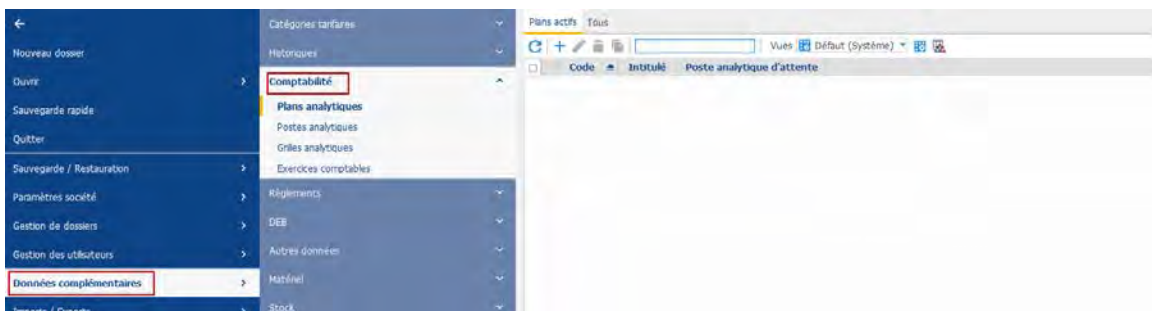 Nouveau dossier
Ouvrir
Sauvegarde rapide
Quitter
Sauvegarde / Restauration
Paramètres société
Gestion de dossiers
Gestion des utilisateurs
Données complémentaires
Imports / Exports
Catégories tarifaires
Historiques
Comptabilité
Plans analytiques
Postes analytiques
Grilles analytiques
Exercices comptables
Règlements
DEB
Autres données
Matériel
Stock
Plans actifs Tous
Vues Défaut (Système)
Code Intitulé Poste analytique d'attente